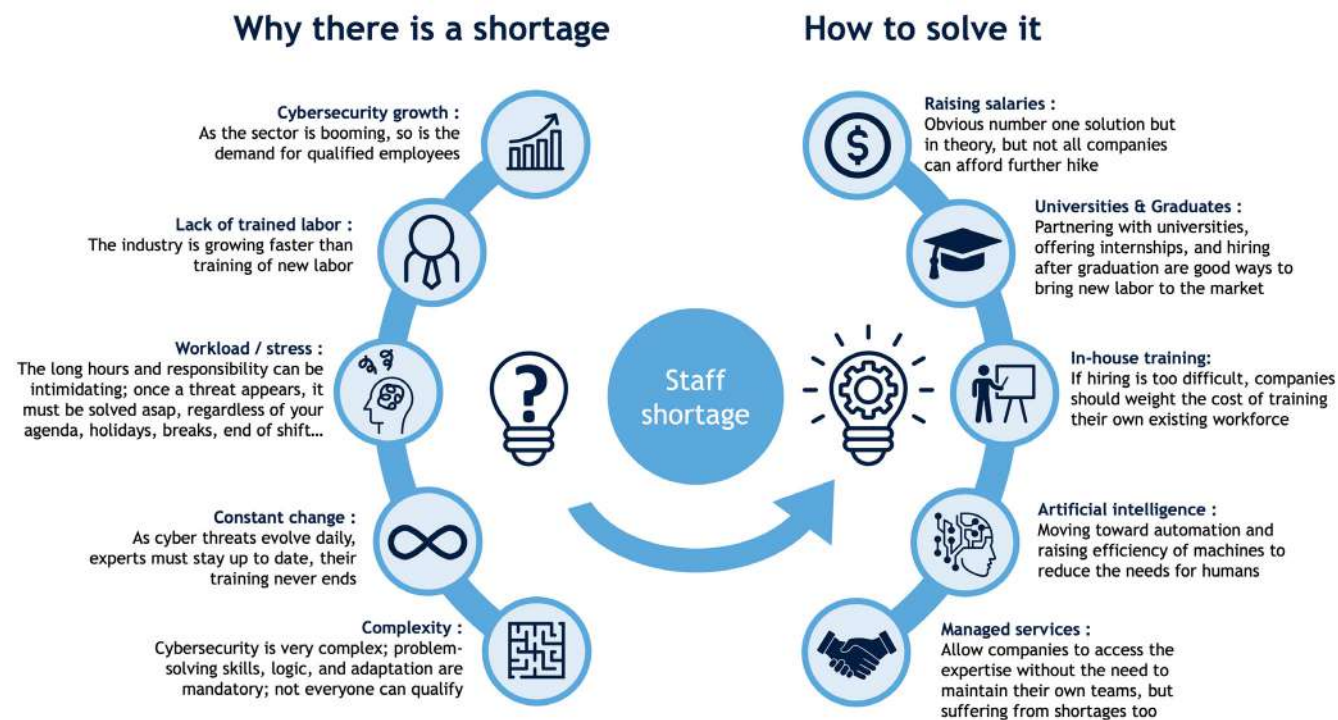 Why there is a shortage
Cybersecurity growth :
As the sector is booming, so is the
demand for qualified employees
Lack of trained labor :
The industry is growing faster than
training of new labor
Workload / stress :
The long hours and responsibility can be
intimidating; once a threat appears, it
must be solved asap, regardless of your
agenda, holidays, breaks, end of shift...
Constant change :
As cyber threats evolve daily,
experts must stay up to date, their
training never ends
Complexity :
Cybersecurity is very complex; problem-
solving skills, logic, and adaptation are
mandatory; not everyone can qualify
?
Staff
shortage
How to solve it
$
Raising salaries :
Obvious number one solution but
in theory, but not all companies
can afford further hike
Universities & Graduates :
Partnering with universities,
offering internships, and hiring
after graduation are good ways to
bring new labor to the market
In-house training:
If hiring is too difficult, companies
should weight the cost of training
their own existing workforce
Artificial intelligence :
Moving toward automation and
raising efficiency of machines to
reduce the needs for humans
Managed services :
Allow companies to access the
expertise without the need to
maintain their own teams, but
suffering from shortages too